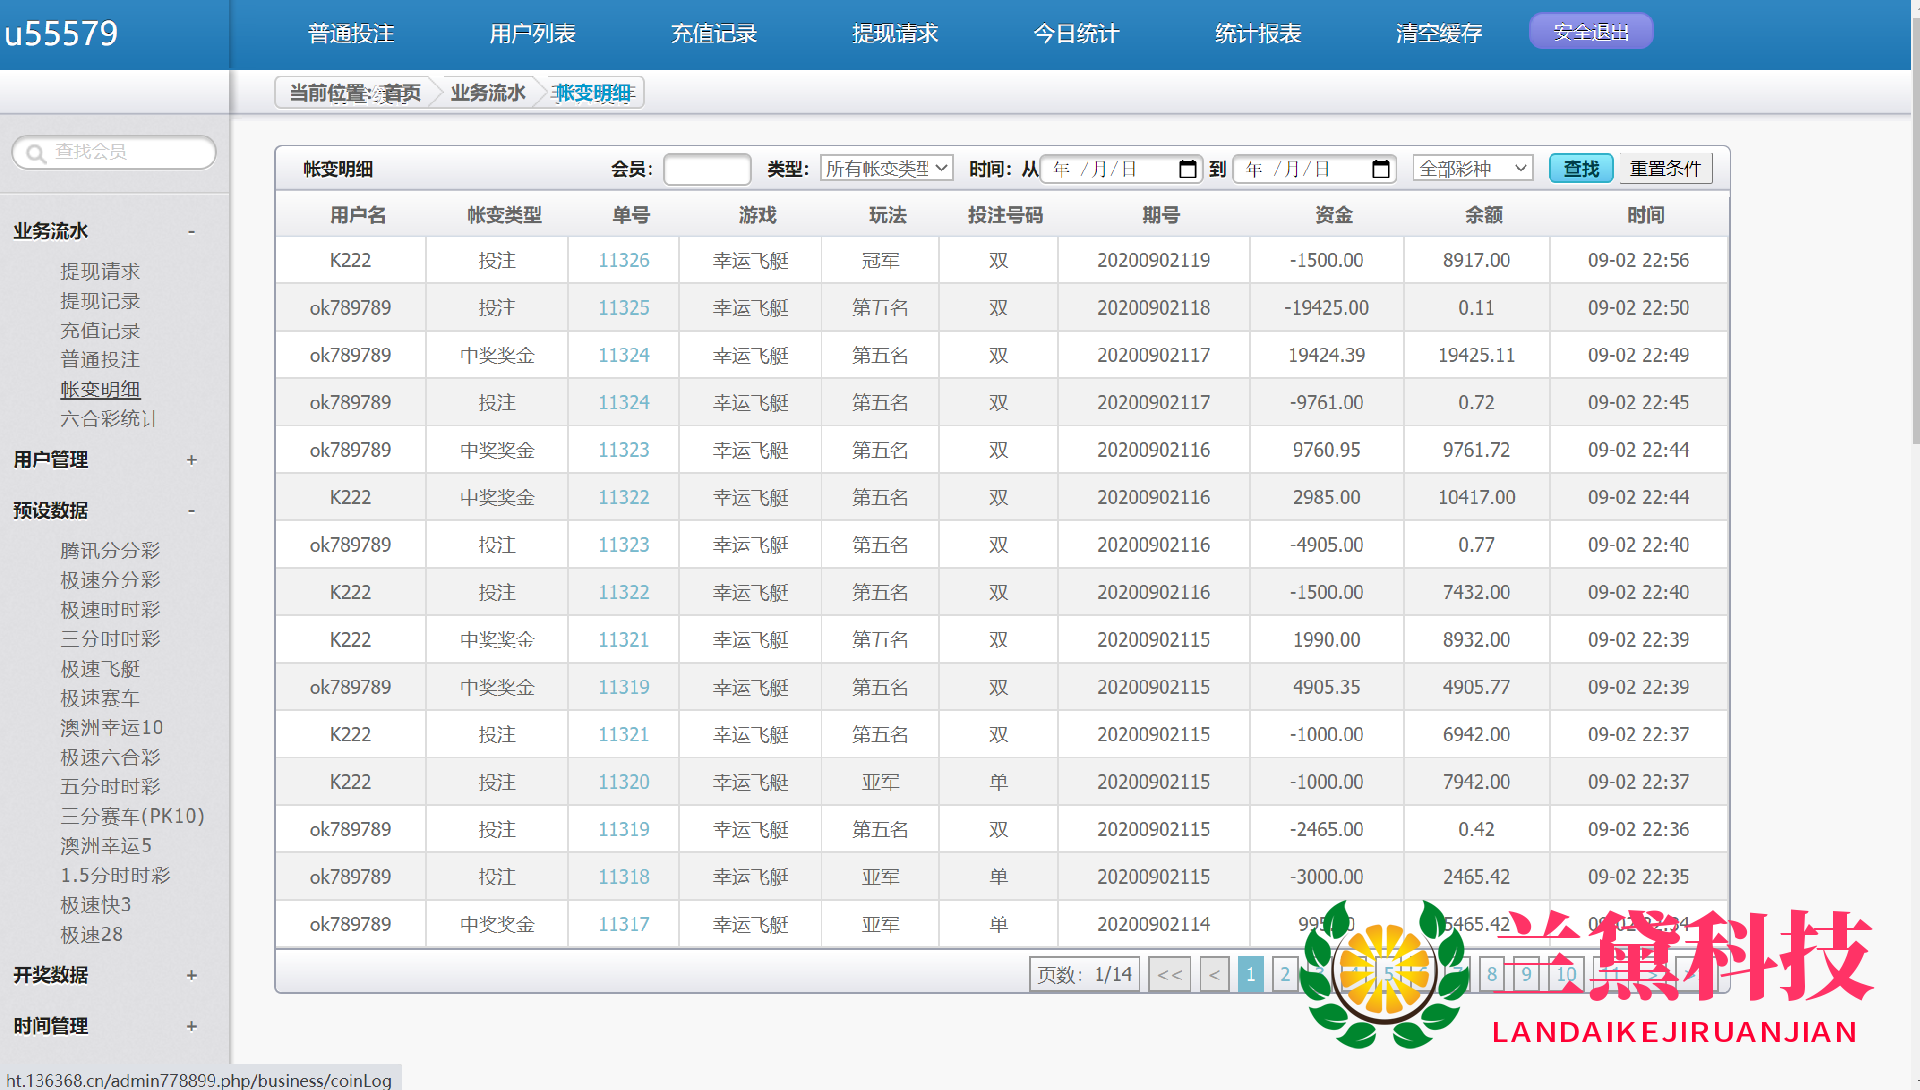 u55579
普通投注 用户列表 充值记录 提现请求 今日统计 统计报表 清空缓存 安全退出
当前位置: 首页 业务流水 帐变明细
查找会员
业务流水 -
提现请求
提现记录
充值记录
普通投注
帐变明细
六合彩统计
用户管理 +
预设数据 -
腾讯分分彩
极速分分彩
极速时时彩
三分时时彩
极速飞艇
极速赛车
澳洲幸运10
极速六合彩
五分时时彩
三分赛车(PK10)
澳洲幸运5
1.5分时时彩
极速快3
极速28
开奖数据 +
时间管理 +
帐变明细 会员: 类型: 所有帐变类型 时间: 从 年 /月/日 到 年 /月/日 全部彩种 查找 重置条件
用户名 帐变类型 单号 游戏 玩法 投注号码 期号 资金 余额 时间
K222 投注 11326 幸运飞艇 冠军 双 20200902119 -1500.00 8917.00 09-02 22:56
ok789789 投注 11325 幸运飞艇 第五名 双 20200902118 -19425.00 0.11 09-02 22:50
ok789789 中奖奖金 11324 幸运飞艇 第五名 双 20200902117 19424.39 19425.11 09-02 22:49
ok789789 投注 11324 幸运飞艇 第五名 双 20200902117 -9761.00 0.72 09-02 22:45
ok789789 中奖奖金 11323 幸运飞艇 第五名 双 20200902116 9760.95 9761.72 09-02 22:44
K222 中奖奖金 11322 幸运飞艇 第五名 双 20200902116 2985.00 10417.00 09-02 22:44
ok789789 投注 11323 幸运飞艇 第五名 双 20200902116 -4905.00 0.77 09-02 22:40
K222 投注 11322 幸运飞艇 第五名 双 20200902116 -1500.00 7432.00 09-02 22:40
K222 中奖奖金 11321 幸运飞艇 第五名 双 20200902115 1990.00 8932.00 09-02 22:39
ok789789 中奖奖金 11319 幸运飞艇 第五名 双 20200902115 4905.35 4905.77 09-02 22:39
K222 投注 11321 幸运飞艇 第五名 双 20200902115 -1000.00 6942.00 09-02 22:37
K222 投注 11320 幸运飞艇 亚军 单 20200902115 -1000.00 7942.00 09-02 22:37
ok789789 投注 11319 幸运飞艇 第五名 双 20200902115 -2465.00 0.42 09-02 22:36
ok789789 投注 11318 幸运飞艇 亚军 单 20200902115 -3000.00 2465.42 09-02 22:35
ok789789 中奖奖金 11317 幸运飞艇 亚军 单 20200902114 5465.42
页数: 1/14 << < 1 2 5 8 9 10
兰黛科技
LANDAIKEJIRUANJIAN
ht.136368.cn/admin778899.php/business/coinLog